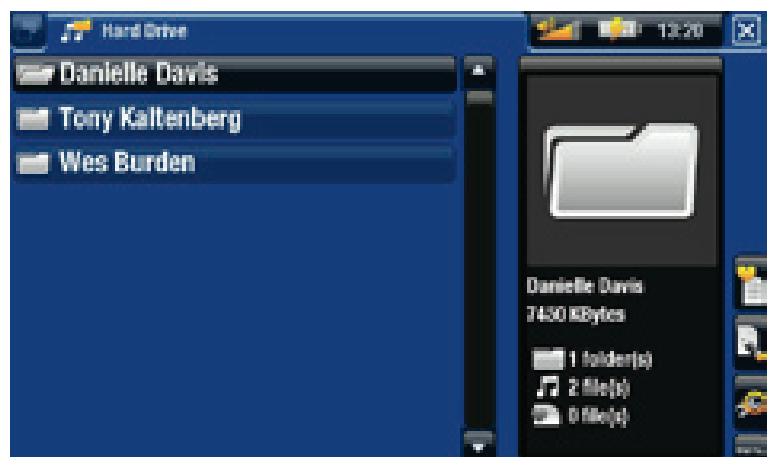 Hard Drive
13:20
Danielle Davis
Tony Kaltenberg
Wes Burden
Danielle Davis
7450 KBytes
1 folder(s)
2 file(s)
0 file(s)